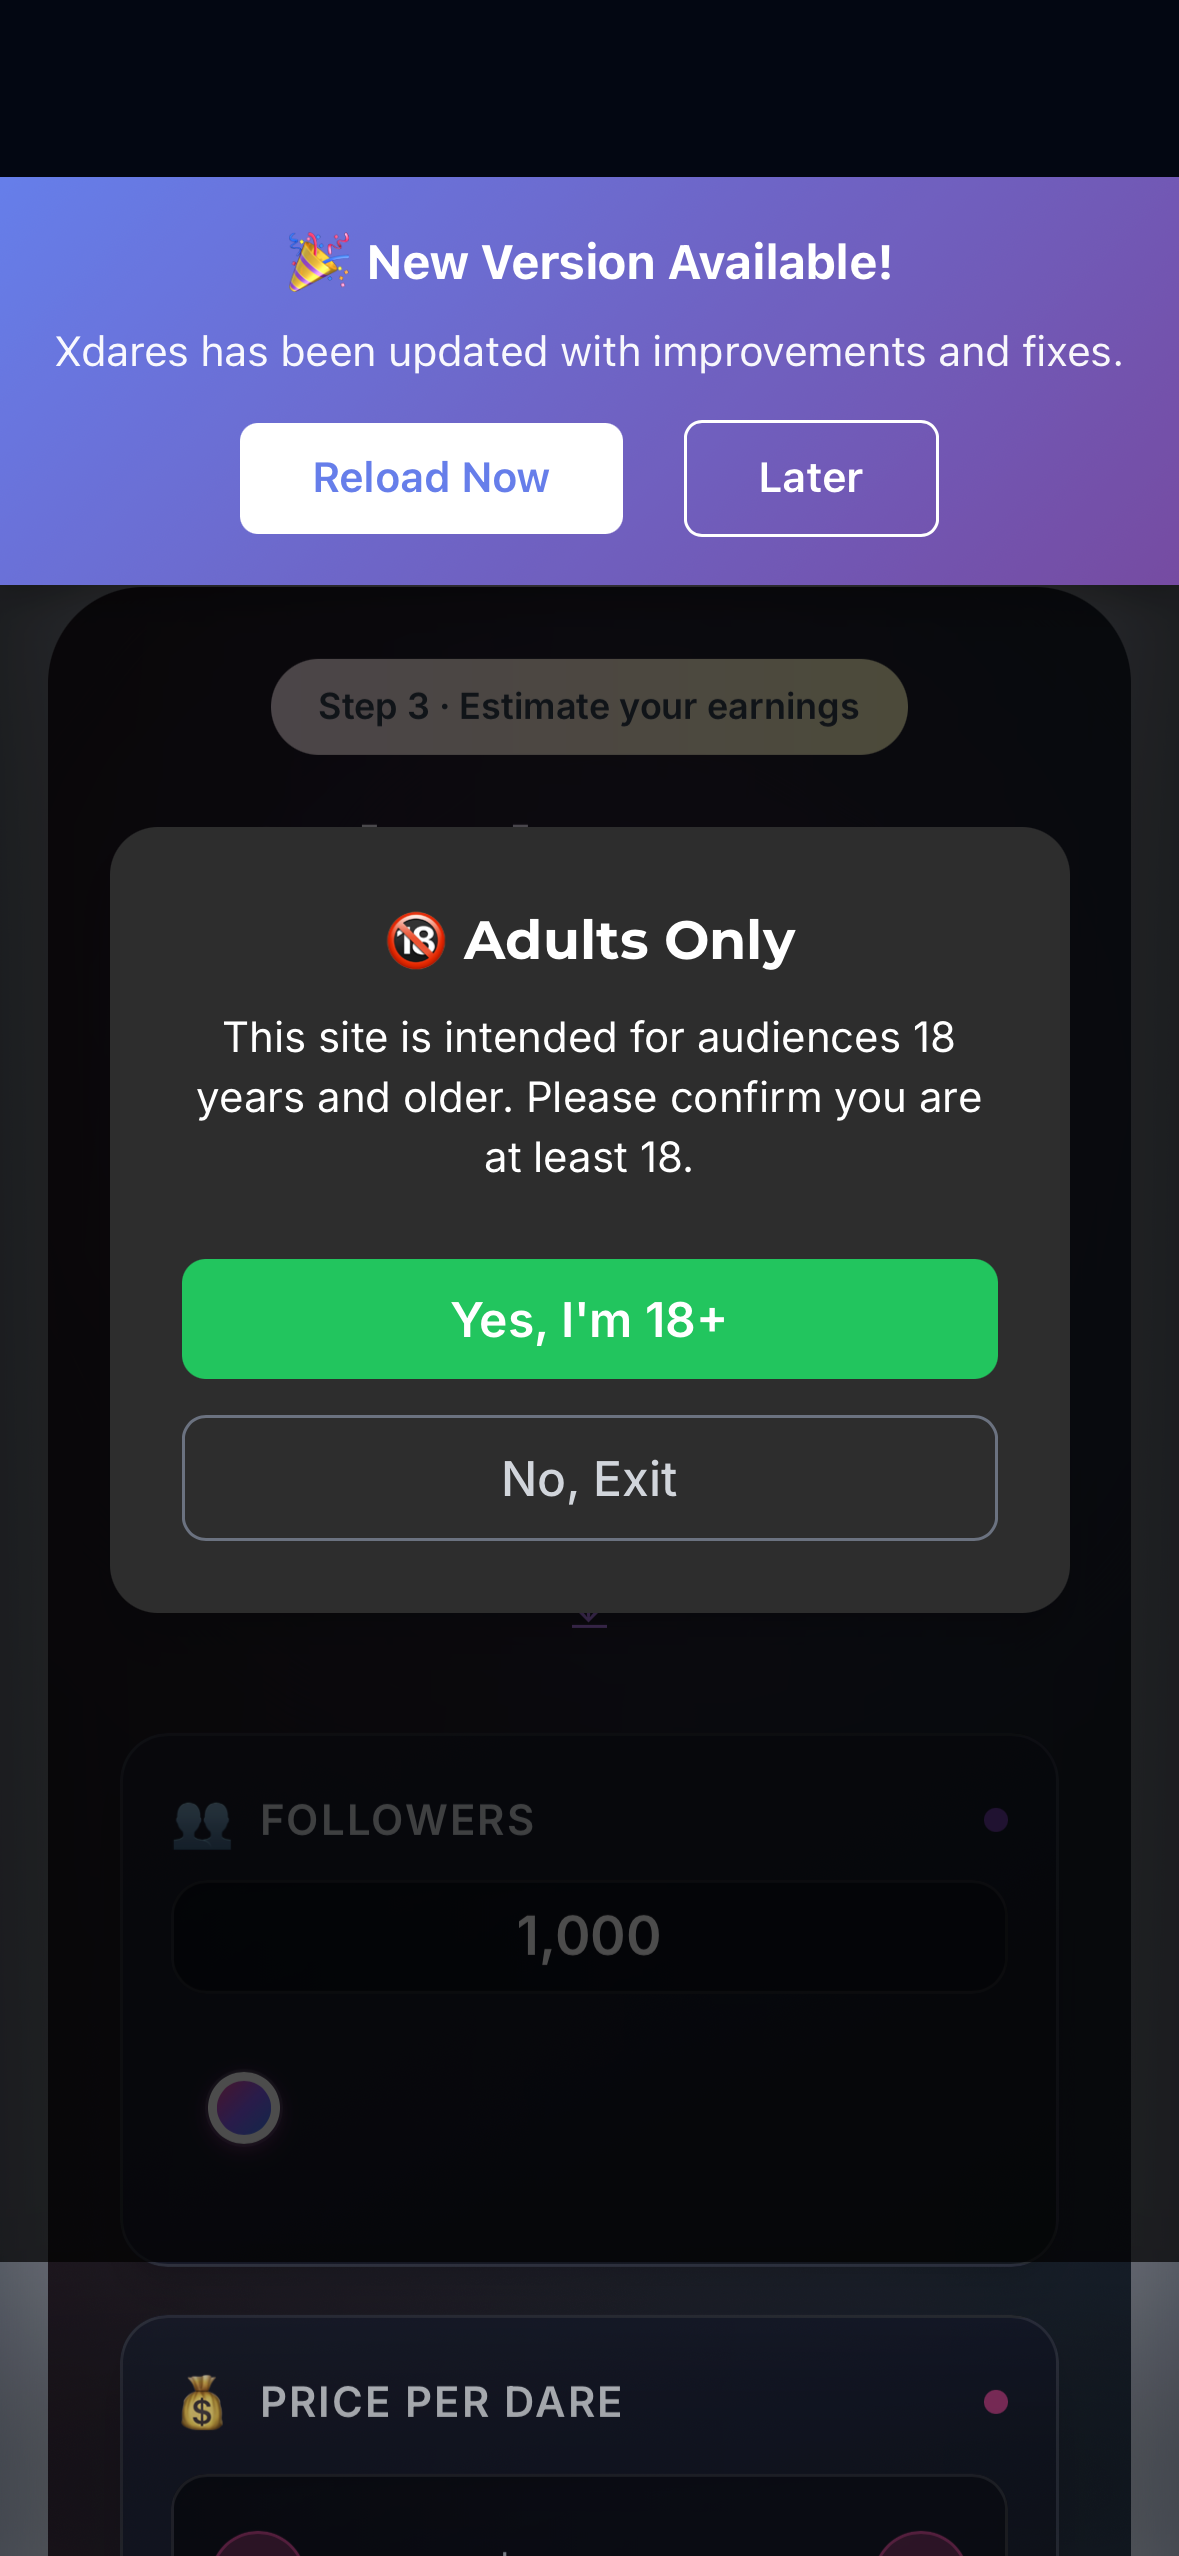 🎉 New Version Available!
Xdares has been updated with improvements and fixes.
Reload Now
Later
Step 3 · Estimate your earnings
🔞 Adults Only
This site is intended for audiences 18
years and older. Please confirm you are
at least 18.
Yes, I'm 18+
No, Exit
👥 FOLLOWERS
1,000
💰 PRICE PER DARE